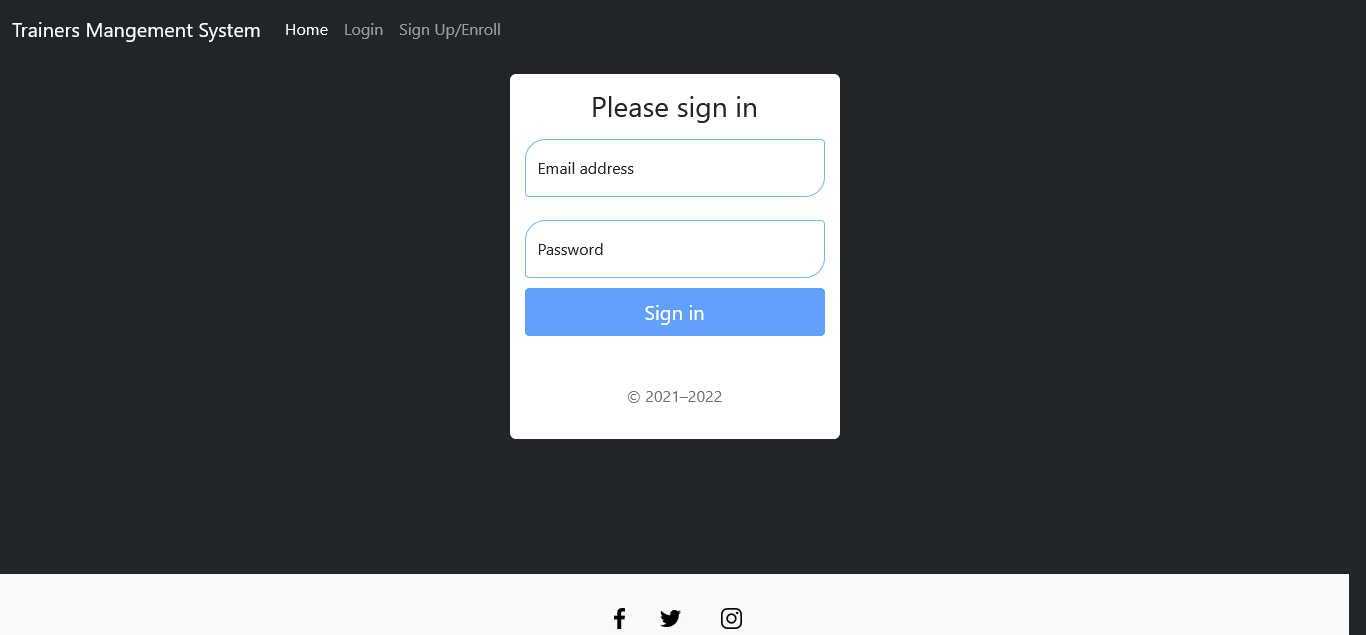 Trainers Mangement System Home Login Sign Up/Enroll
Please sign in
Email address
Password
Sign in
© 2021–2022